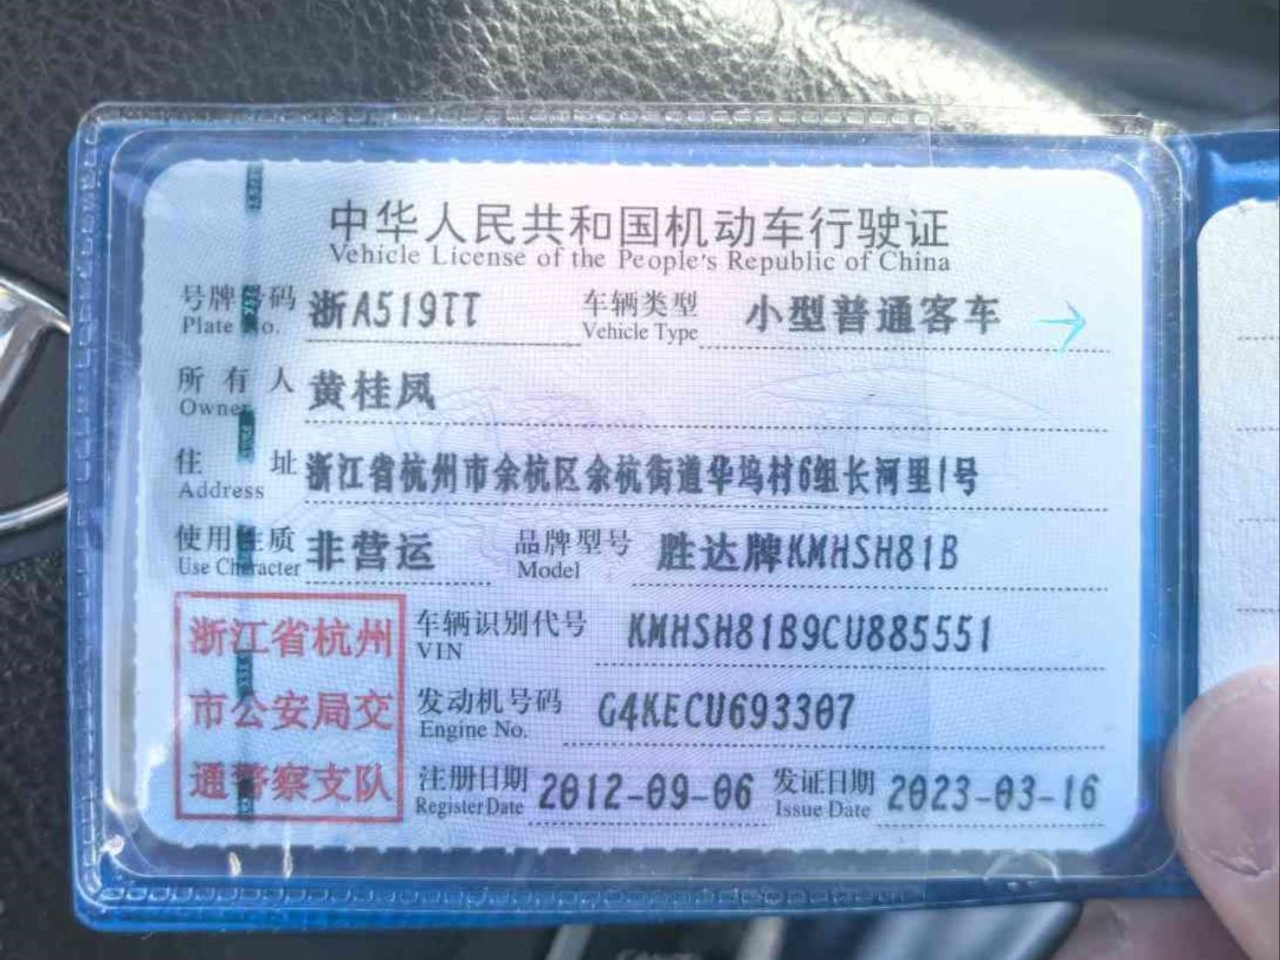 中华人民共和国机动车行驶证
Vehicle License of the People's Republic of China
号牌号码 浙A519TT 车辆类型 小型普通客车
Plate No. Vehicle Type
所有人 黄桂凤
Owner
住址 浙江省杭州市余杭区余杭街道华坞村6组长河里1号
Address
使用性质 非营运 品牌型号 胜达牌KMHSH81B
Use Character Model
车辆识别代号 KMHSH81B9CU885551
VIN
发动机号码 G4KECU693307
Engine No.
注册日期 2012-09-06 发证日期 2023-03-16
Register Date Issue Date
浙江省杭州
市公安局交
通警察支队